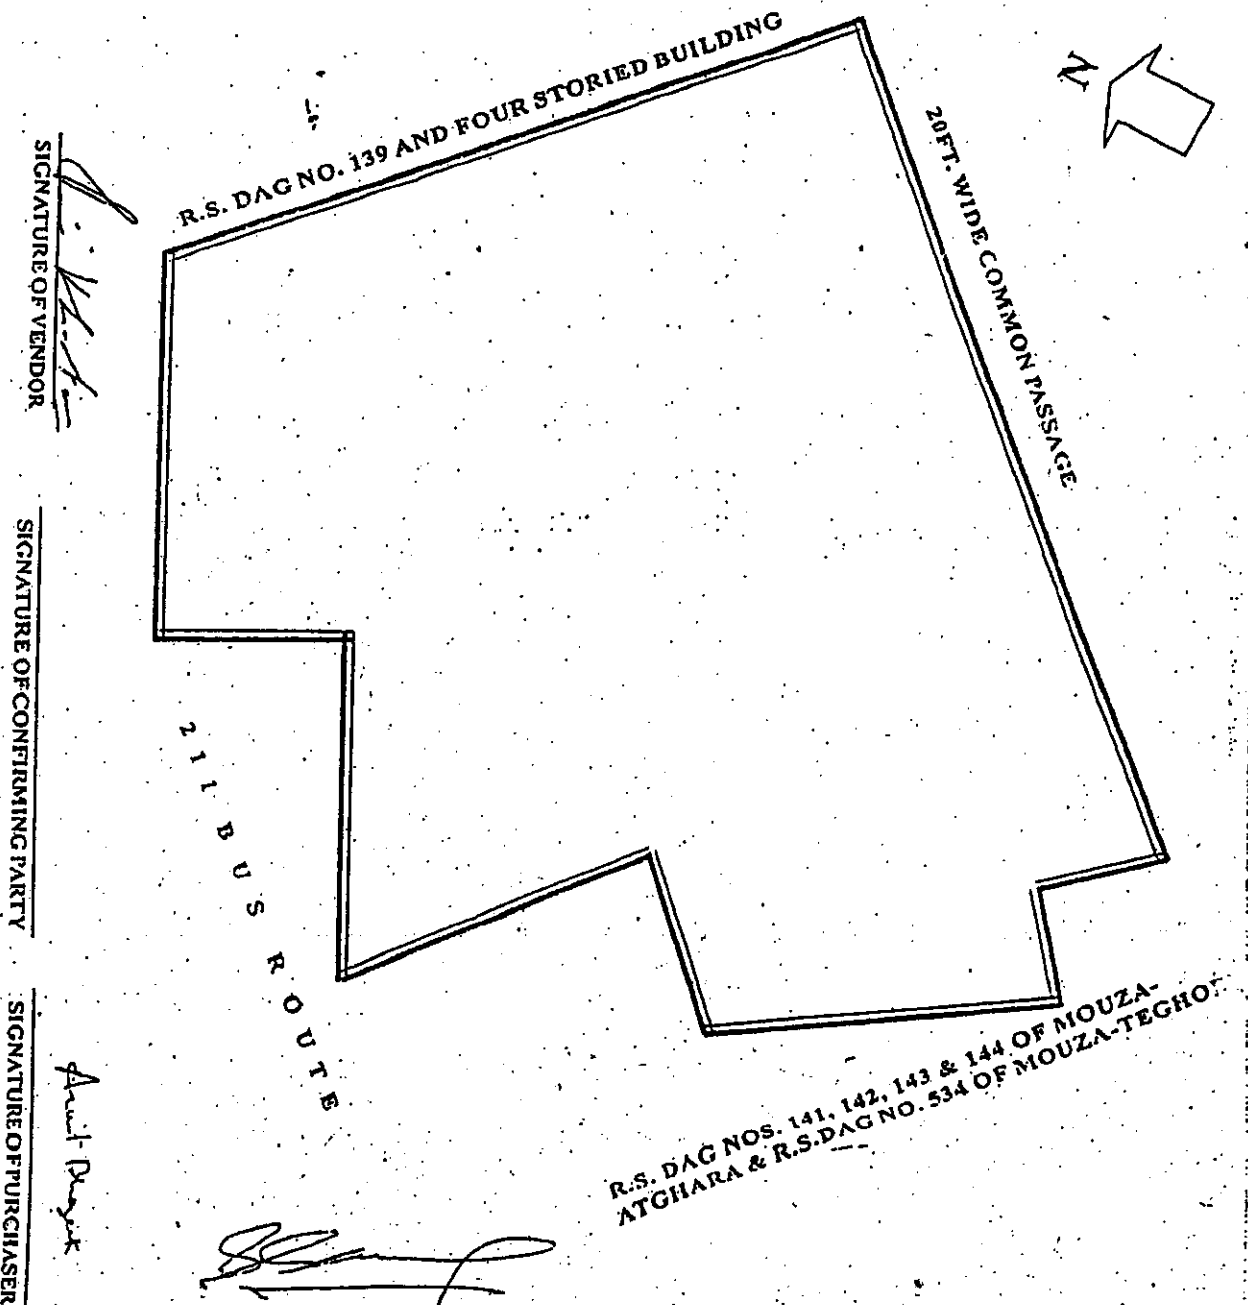 R.S. DAG NO. 139 AND FOUR STORIED BUILDING
N
20FT. WIDE COMMON PASSAGE
SIGNATURE OF VENDOR
SIGNATURE OF CONFIRMING PARTY
211 BUS ROUTE
R.S. DAG NOS. 141, 142, 143 & 144 OF MOUZA-
ATGHARA & R.S.DAG NO. 534 OF MOUZA-
SIGNATURE OF PURCHASER